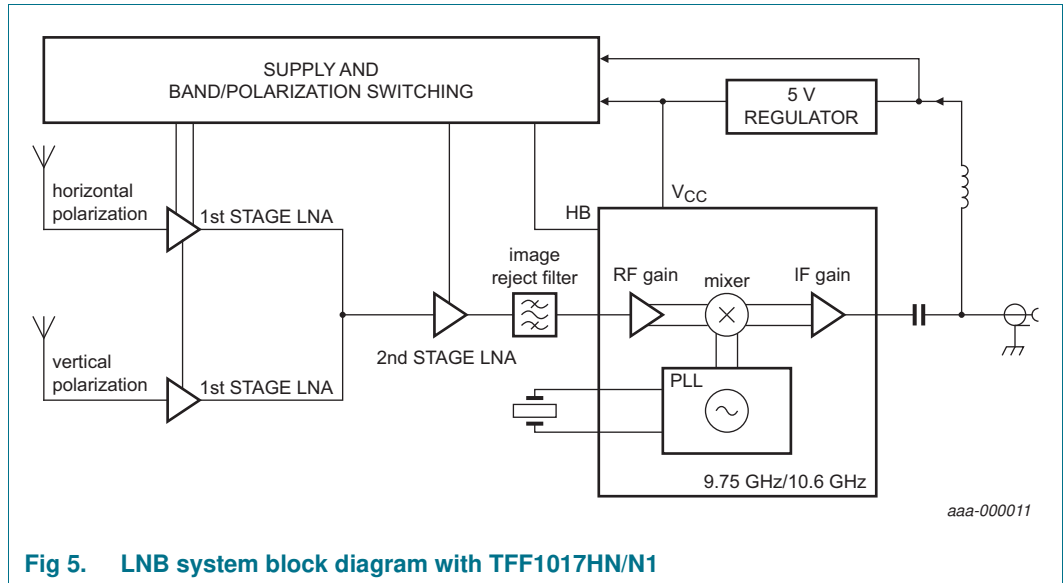 SUPPLY AND
BAND/POLARIZATION SWITCHING
5 V
REGULATOR
horizontal
polarization
1st STAGE LNA
HB
VCC
image
reject filter
RF gain
mixer
IF gain
2nd STAGE LNA
vertical
polarization
1st STAGE LNA
PLL
9.75 GHz/10.6 GHz
aaa-000011
Fig 5. LNB system block diagram with TFF1017HN/N1